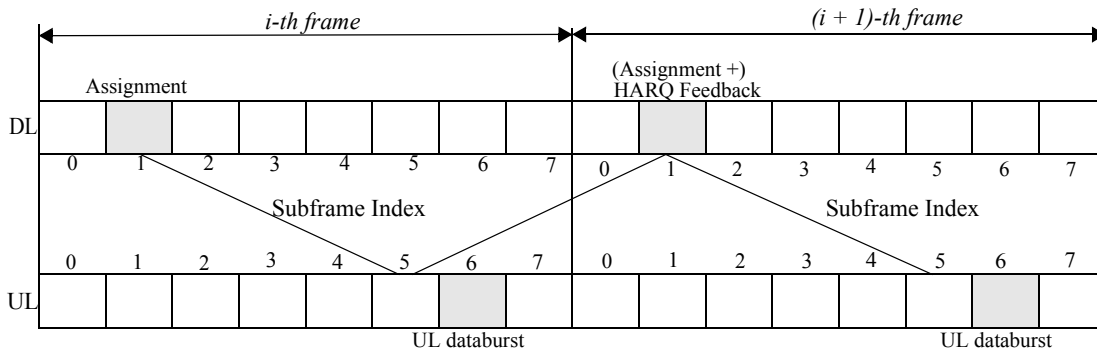 i-th frame
(i + 1)-th frame
Assignment
(Assignment +)
HARQ Feedback
DL
0 1 2 3 4 5 6 7 0 1 2 3 4 5 6 7
Subframe Index Subframe Index
0 1 2 3 4 5 6 7 0 1 2 3 4 5 6 7
UL
UL databurst UL databurst